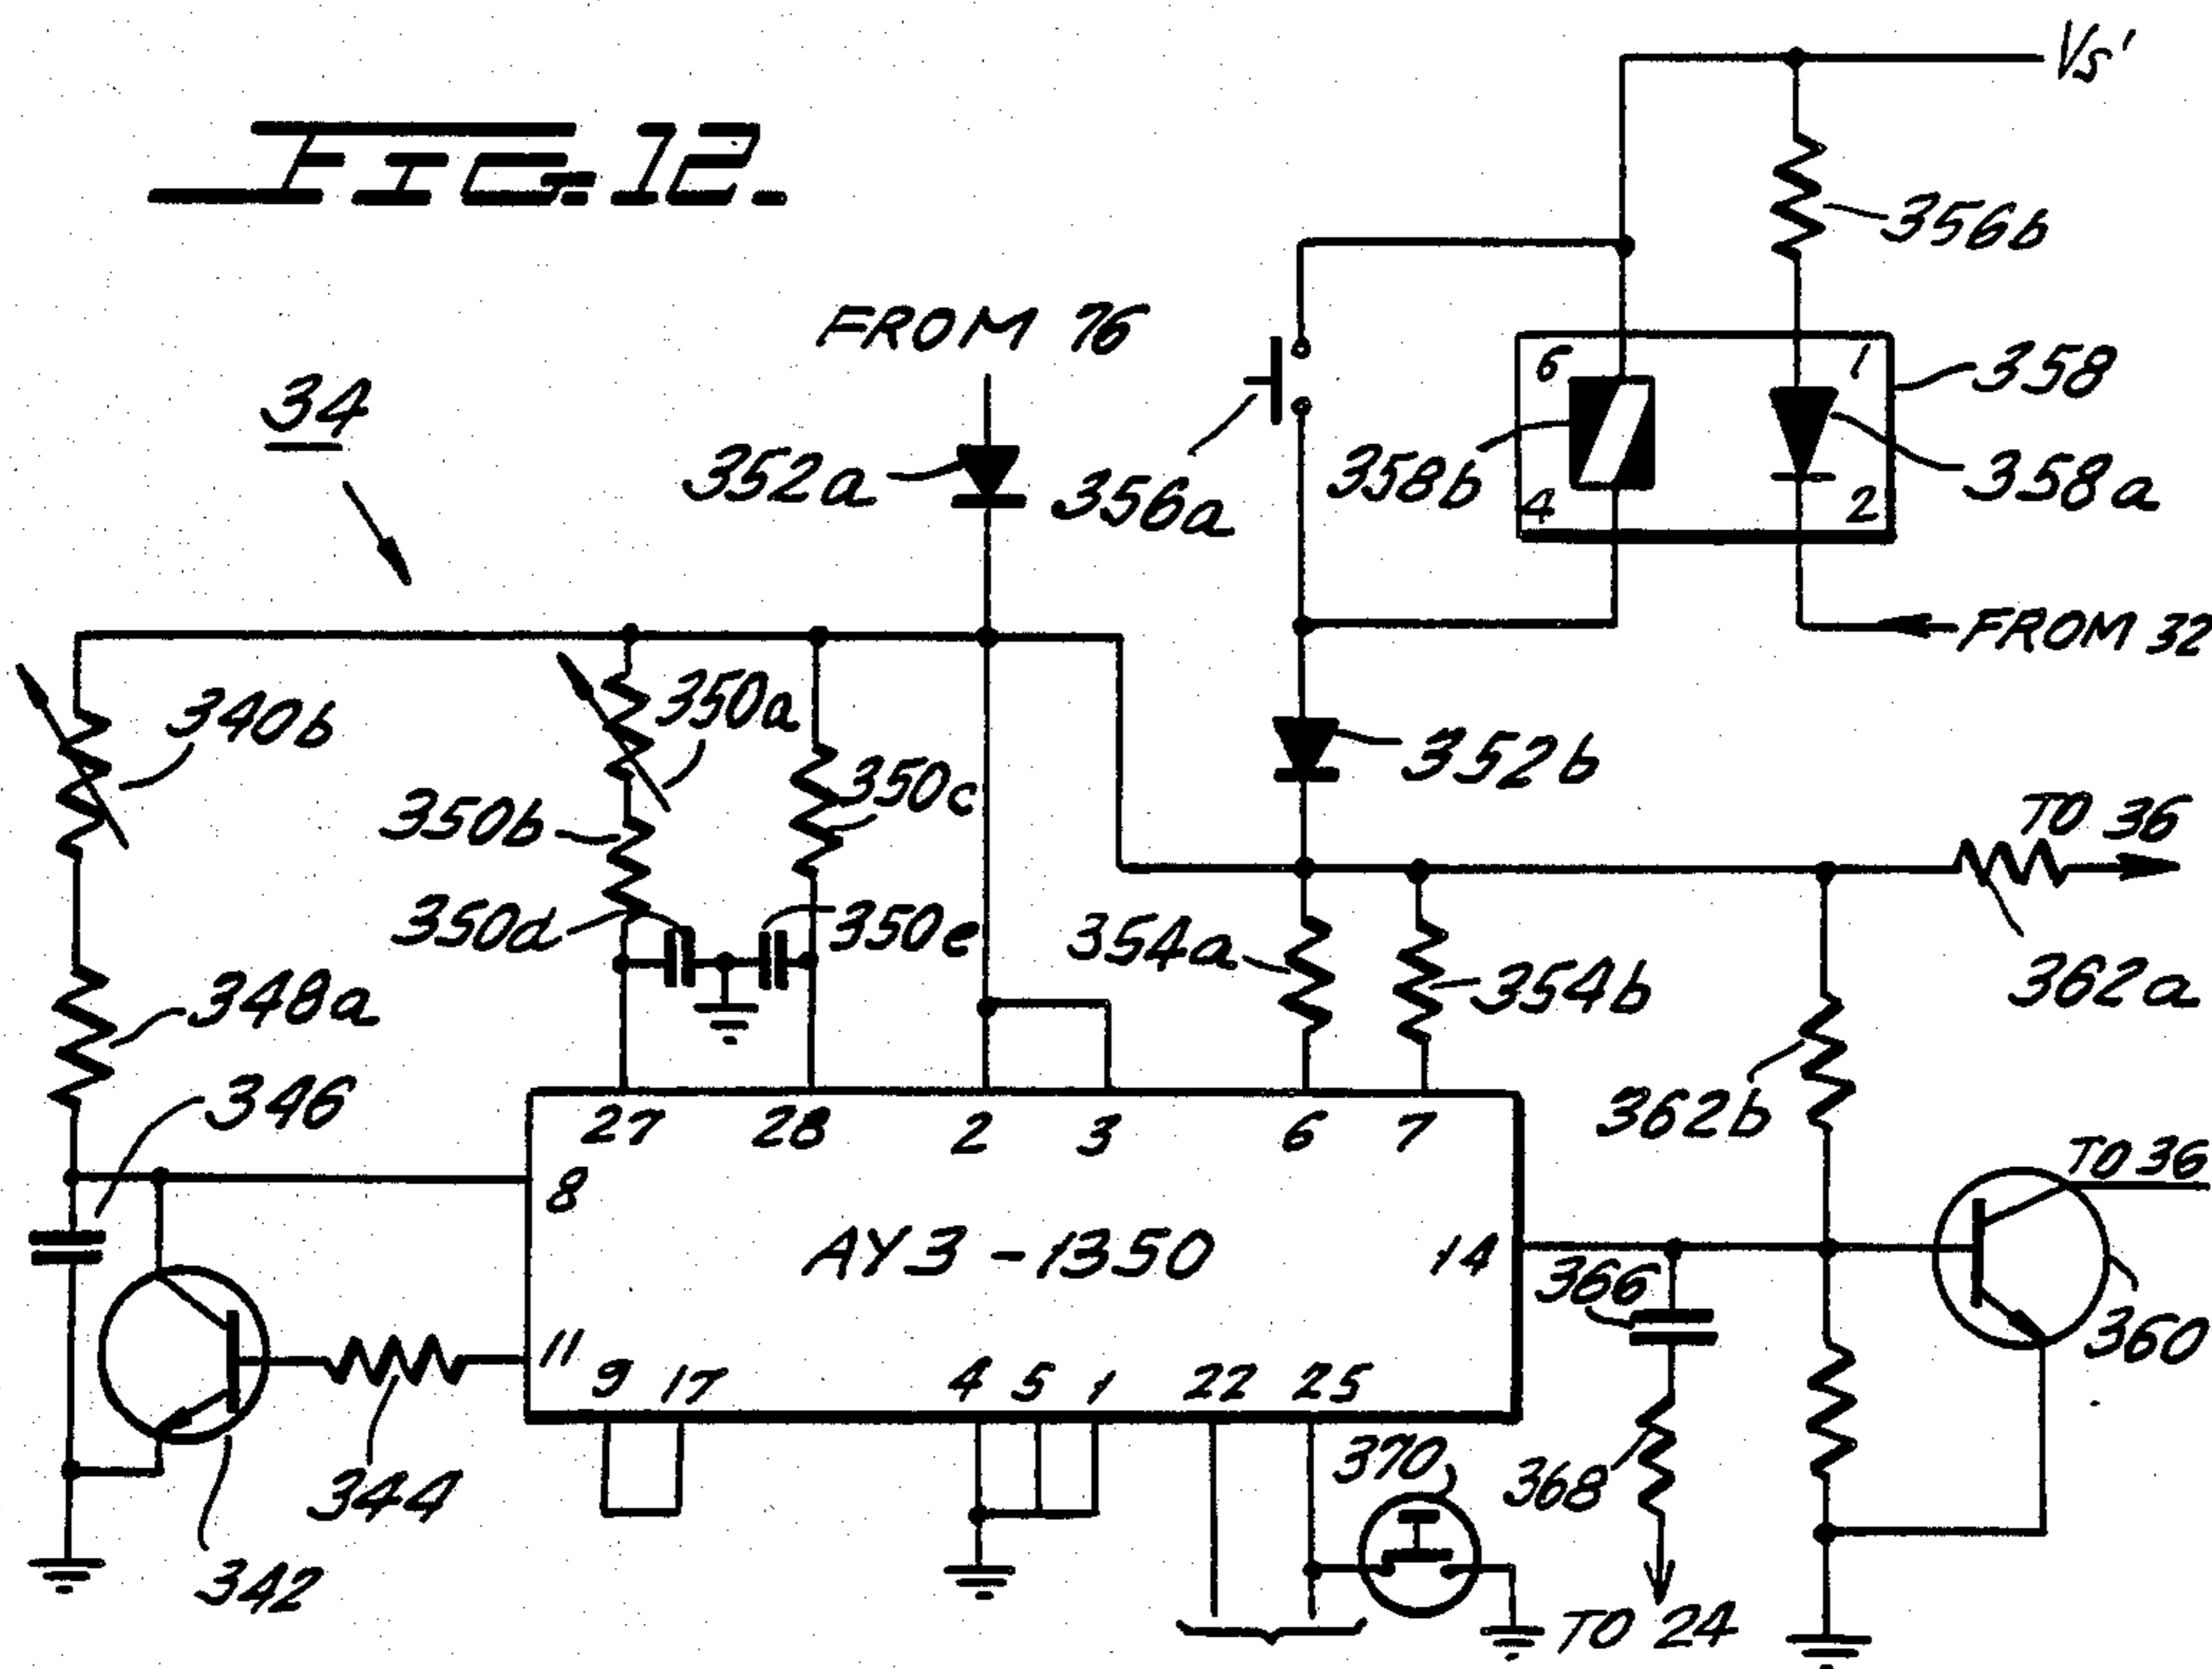 Vs'
FIG. 12.
356b
FROM 76
34
6
1
358
352a
356a
358b
358a
4
2
FROM 32
340b
350a
352b
350c
350b
TO 36
350d
350e
354a
354b
362a
348a
346
362b
27
28
2
3
6
7
TO 36
8
AY3-1350
14
366
360
11
9
17
4
5
1
22
25
370
344
368
342
TO 24